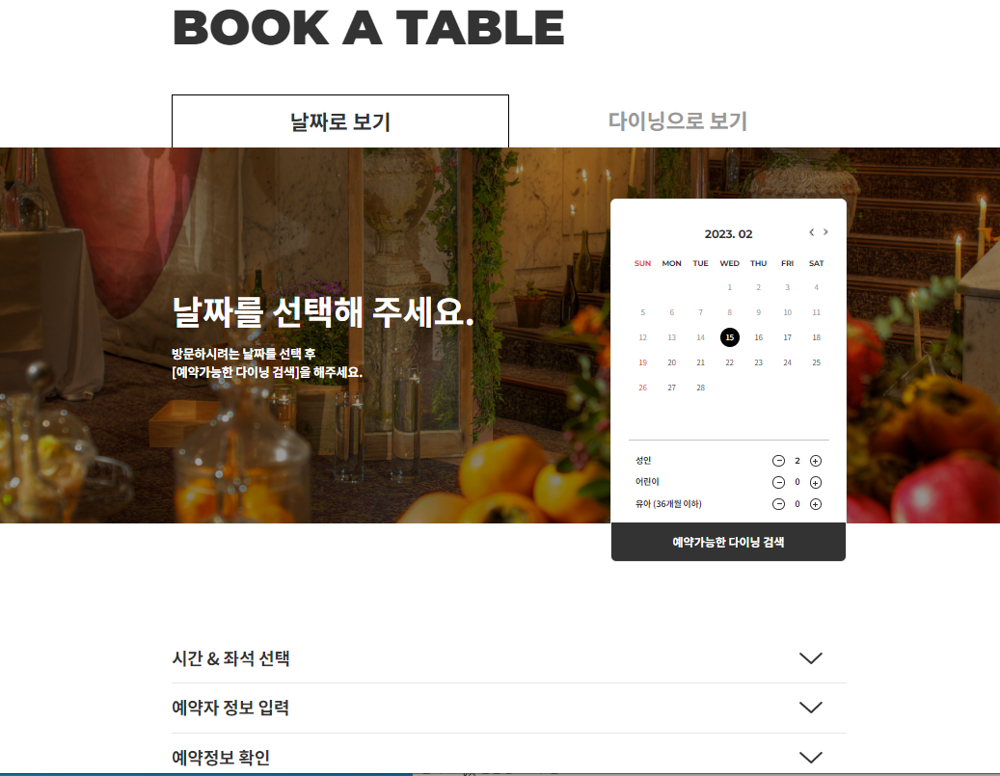 BOOK A TABLE
날짜로 보기
다이닝으로 보기
날짜를 선택해 주세요.
방문하시려는 날짜를 선택 후
[예약가능한 다이닝 검색]을 해주세요.
2023. 02
SUN MON TUE WED THU FRI SAT
1 2 3 4
5 6 7 8 9 10 11
12 13 14 15 16 17 18
19 20 21 22 23 24 25
26 27 28
성인 2
어린이 0
유아 (36개월 이하) 0
예약가능한 다이닝 검색
시간 & 좌석 선택
예약자 정보 입력
예약정보 확인